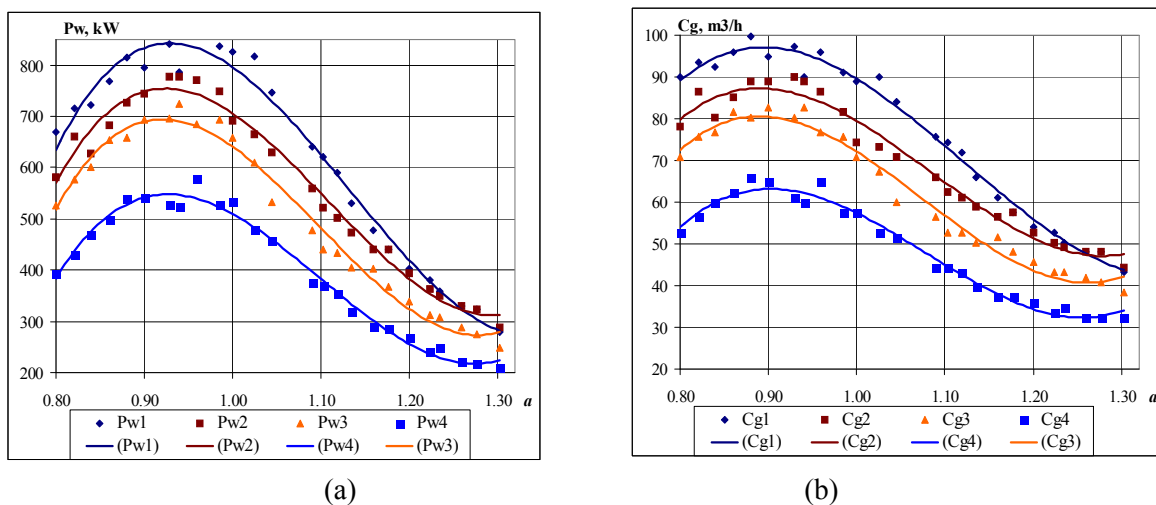 Pw, kW
800
700
600
500
400
300
200
0.80 0.90 1.00 1.10 1.20 1.30 a
Pw1 Pw2 Pw3 Pw4
(Pw1) (Pw2) (Pw4) (Pw3)
(a)
Cg, m3/h
100
90
80
70
60
50
40
30
20
0.80 0.90 1.00 1.10 1.20 1.30 a
Cg1 Cg2 Cg3 Cg4
(Cg1) (Cg2) (Cg4) (Cg3)
(b)